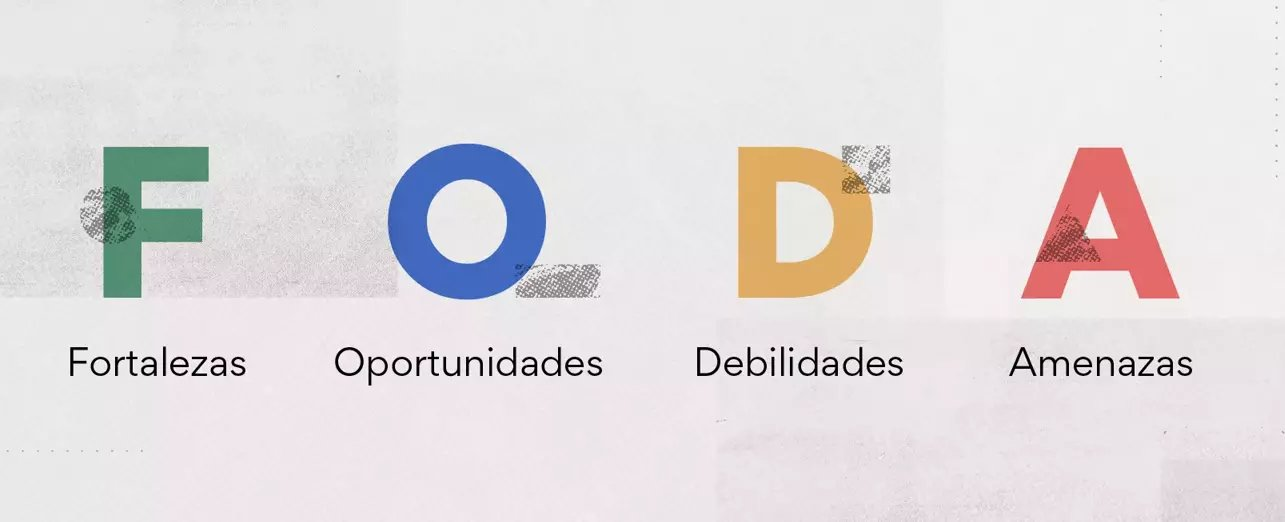 F O D A
Fortalezas Oportunidades Debilidades Amenazas